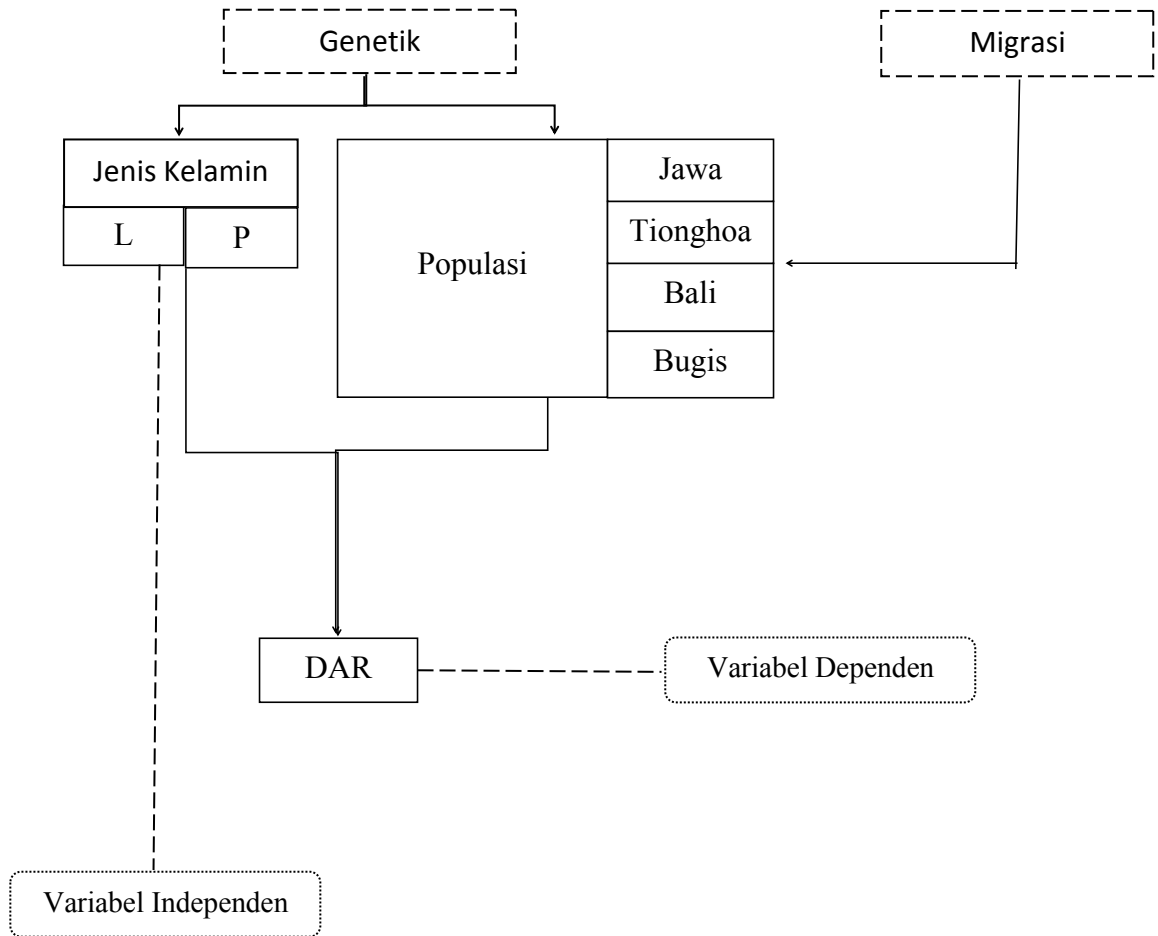 Genetik
Migrasi
Jenis Kelamin
L
P
Populasi
Jawa
Tionghoa
Bali
Bugis
DAR
Variabel Dependen
Variabel Independen